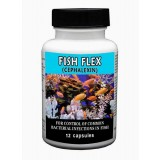 FISH FLEX
(CEPHALEXIN)
FOR CONTROL OF COMMON
BACTERIAL INFECTIONS IN FISH
12 capsules